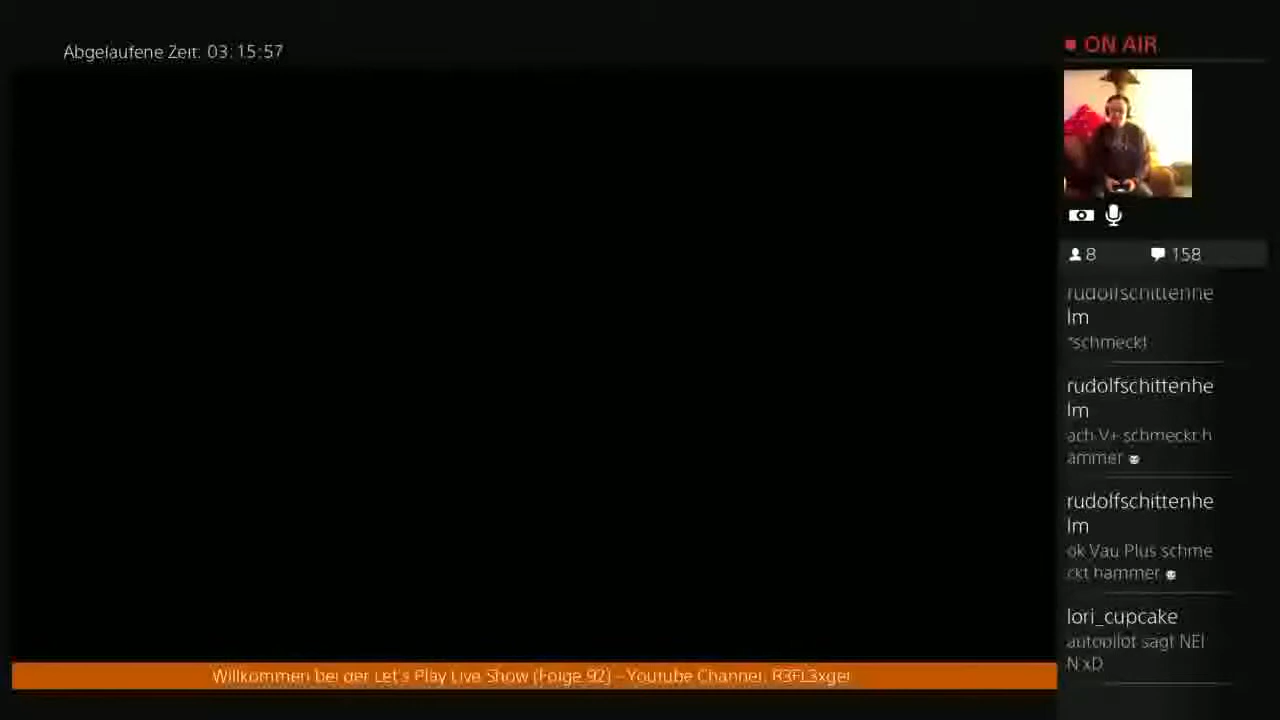 Abgelaufene Zeit: 03:15:57
ON AIR
8 158
rudolfschittenhe
lm
*schmeckt
rudolfschittenhe
lm
ach V+ schmeckt h
ammer
rudolfschittenhe
lm
ok Vau Plus schme
ckt hammer
lori_cupcake
autopilot sagt NEI
N xD
Willkommen bei der Let's Play Live Show (Folge 92) - Youtube Channel: